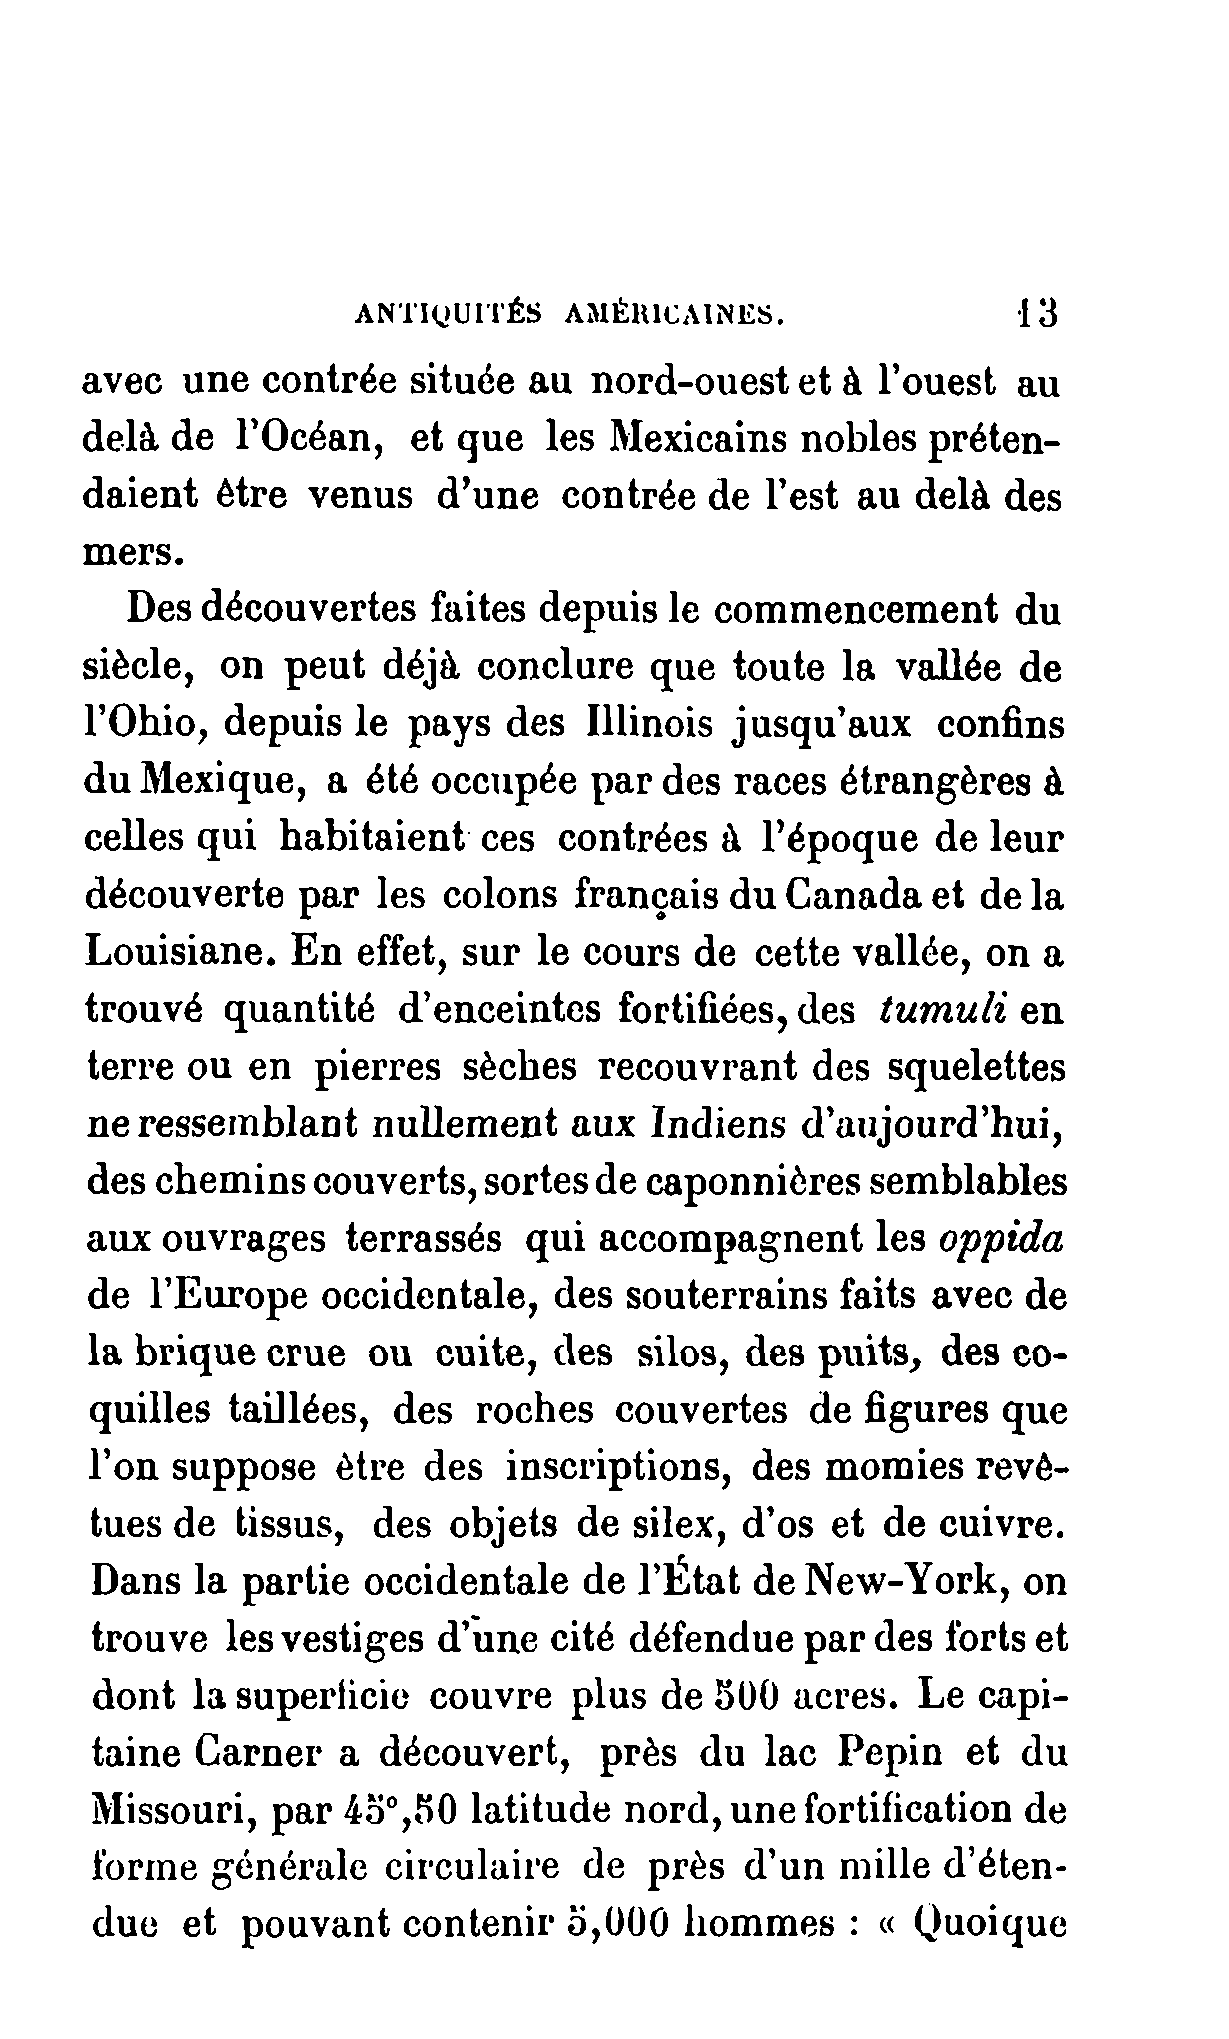 ANTIQUITÉS AMÉRICAINES. 13
avec une contrée située au nord-ouest et à l'ouest au
delà de l'Océan, et que les Mexicains nobles préten-
daient être venus d'une contrée de l'est au delà des
mers.
Des découvertes faites depuis le commencement du
siècle, on peut déjà conclure que toute la vallée de
l'Ohio, depuis le pays des Illinois jusqu'aux confins
du Mexique, a été occupée par des races étrangères à
celles qui habitaient ces contrées à l'époque de leur
découverte par les colons français du Canada et de la
Louisiane. En effet, sur le cours de cette vallée, on a
trouvé quantité d'enceintes fortifiées, des tumuli en
terre ou en pierres sèches recouvrant des squelettes
ne ressemblant nullement aux Indiens d'aujourd'hui,
des chemins couverts, sortes de caponnières semblables
aux ouvrages terrassés qui accompagnent les oppida
de l'Europe occidentale, des souterrains faits avec de
la brique crue ou cuite, des silos, des puits, des co-
quilles taillées, des roches couvertes de figures que
l'on suppose être des inscriptions, des momies revê-
tues de tissus, des objets de silex, d'os et de cuivre.
Dans la partie occidentale de l'État de New-York, on
trouve les vestiges d'une cité défendue par des forts et
dont la superficie couvre plus de 500 acres. Le capi-
taine Carner a découvert, près du lac Pepin et du
Missouri, par 45°,50 latitude nord, une fortification de
forme générale circulaire de près d'un mille d'éten-
due et pouvant contenir 5,000 hommes : « Quoique